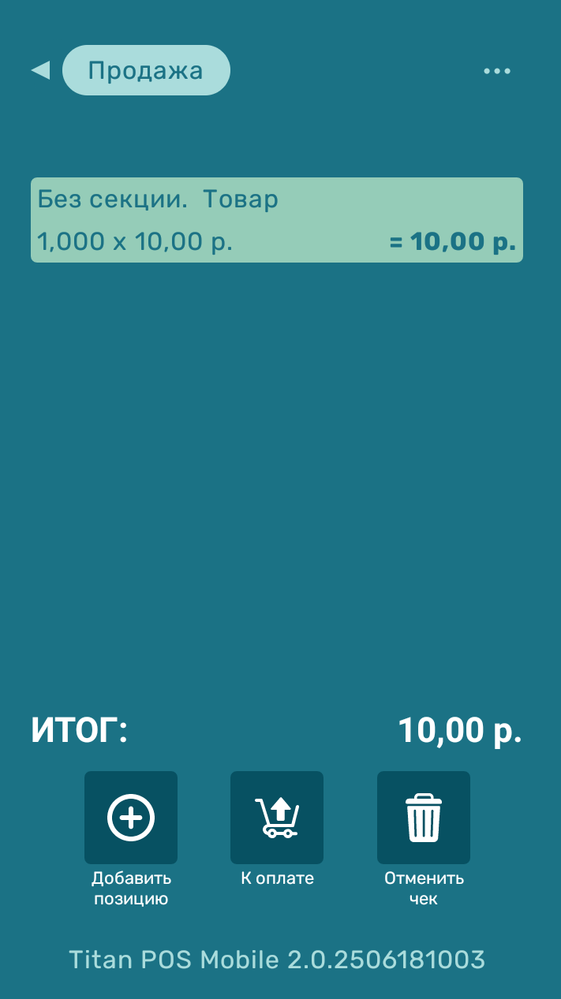 Продажа
Без секции.  Товар
1,000 x 10,00 р.
= 10,00 р.
ИТОГ:
10,00 р.
Добавить
позицию
К оплате
Отменить
чек
Titan POS Mobile 2.0.2506181003